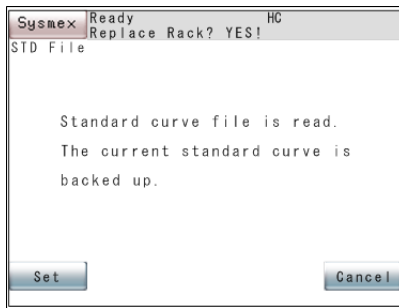 Sysmex Ready HC
Replace Rack? YES!
STD File
Standard curve file is read.
The current standard curve is
backed up.
Set Cancel